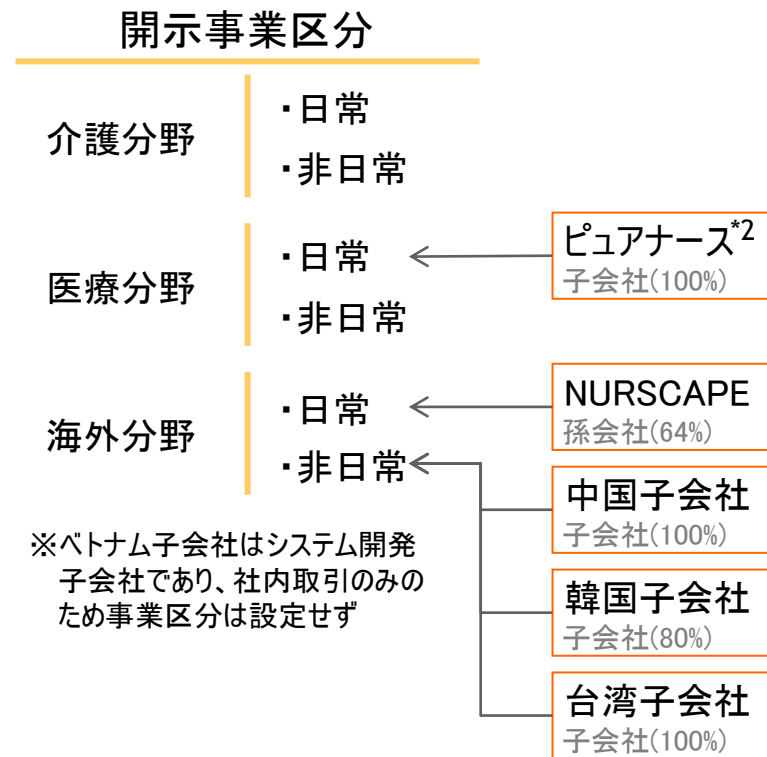 開示事業区分
介護分野
・日常
・非日常
医療分野
・日常
・非日常
ピュアナース*2
子会社(100%)
海外分野
・日常
・非日常
NURSCAPE
孫会社(64%)
中国子会社
子会社(100%)
韓国子会社
子会社(80%)
台湾子会社
子会社(100%)
※ベトナム子会社はシステム開発
子会社であり、社内取引のみの
ため事業区分は設定せず